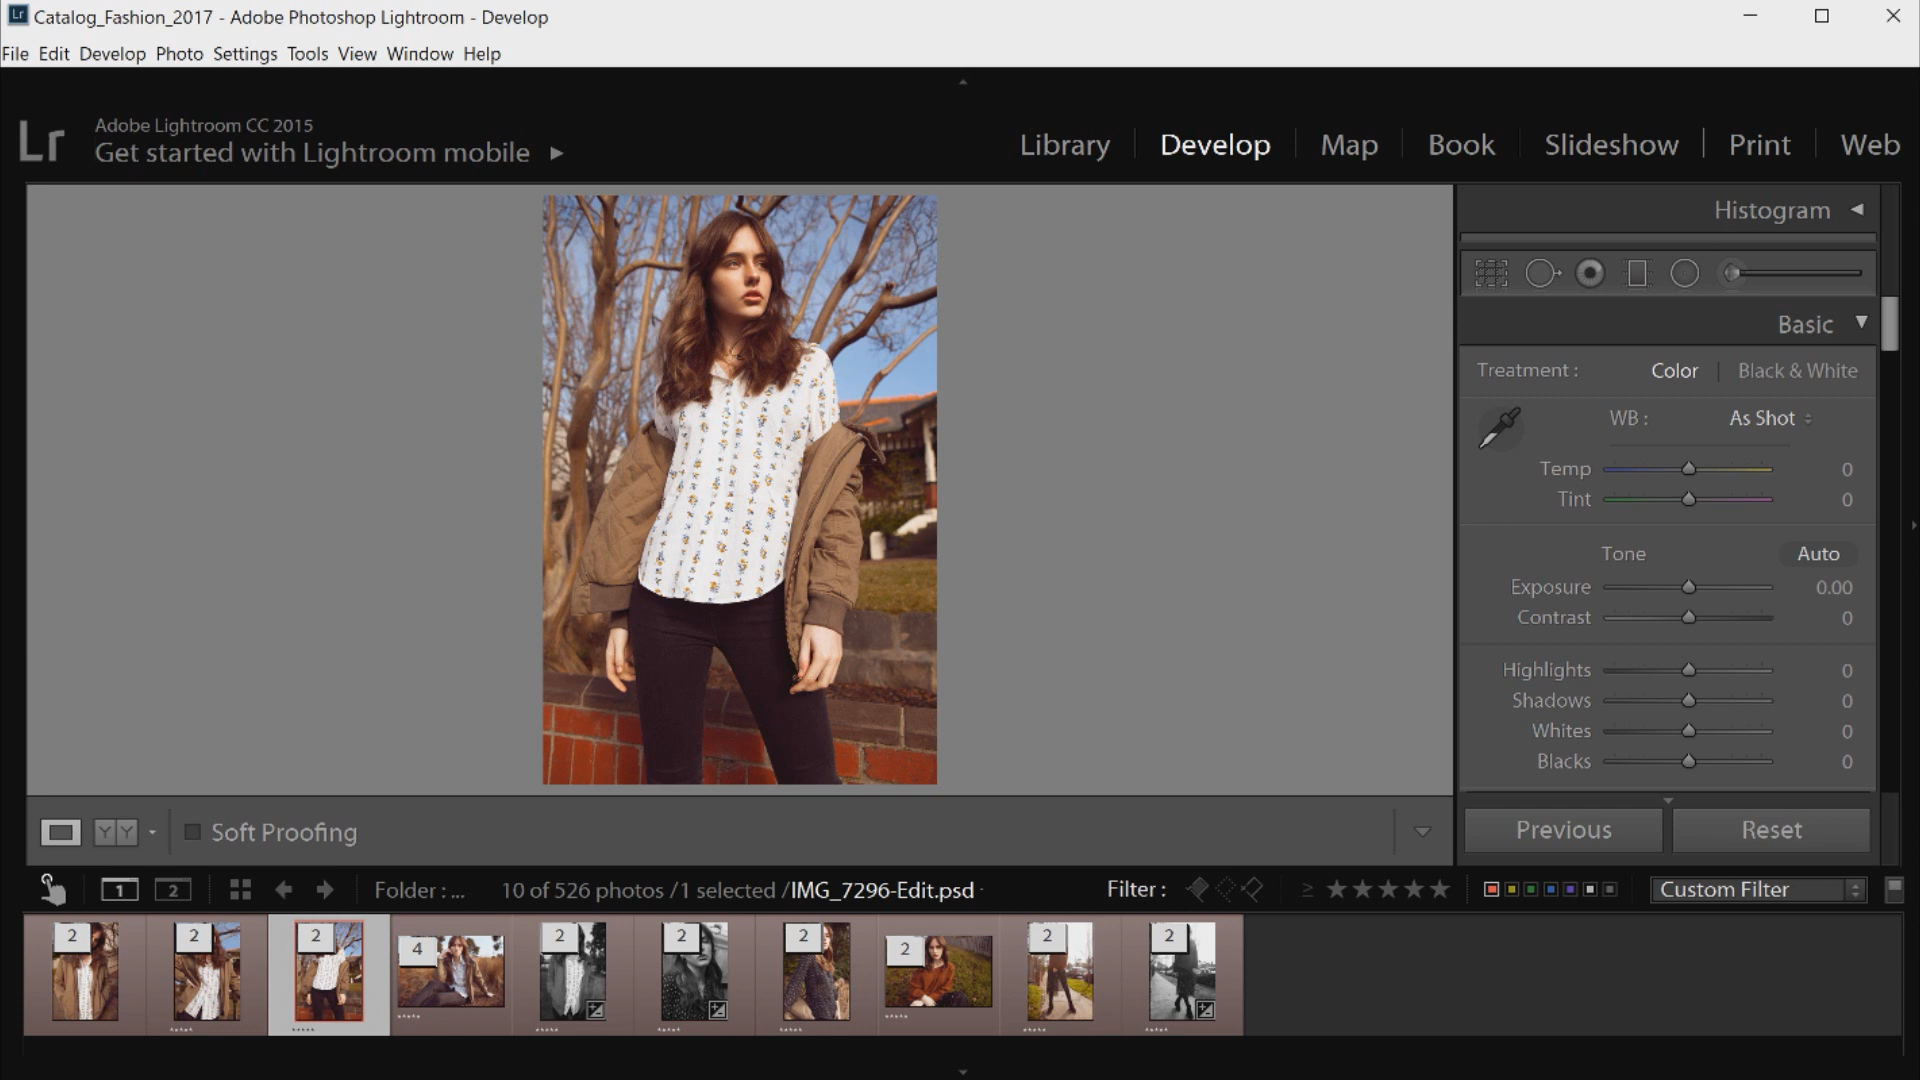 Lr Catalog_Fashion_2017 - Adobe Photoshop Lightroom - Develop
File Edit Develop Photo Settings Tools View Window Help
Lr
Adobe Lightroom CC 2015
Get started with Lightroom mobile
Library Develop Map Book Slideshow Print Web
Histogram
Basic
Treatment : Color Black & White
WB : As Shot
Temp 0
Tint 0
Tone Auto
Exposure 0.00
Contrast 0
Highlights 0
Shadows 0
Whites 0
Blacks 0
Previous Reset
Y Y Soft Proofing
1 2 Folder : ... 10 of 526 photos /1 selected /IMG_7296-Edit.psd Filter : ≥ Custom Filter
2 2 2 4 2 2 2 2 2 2